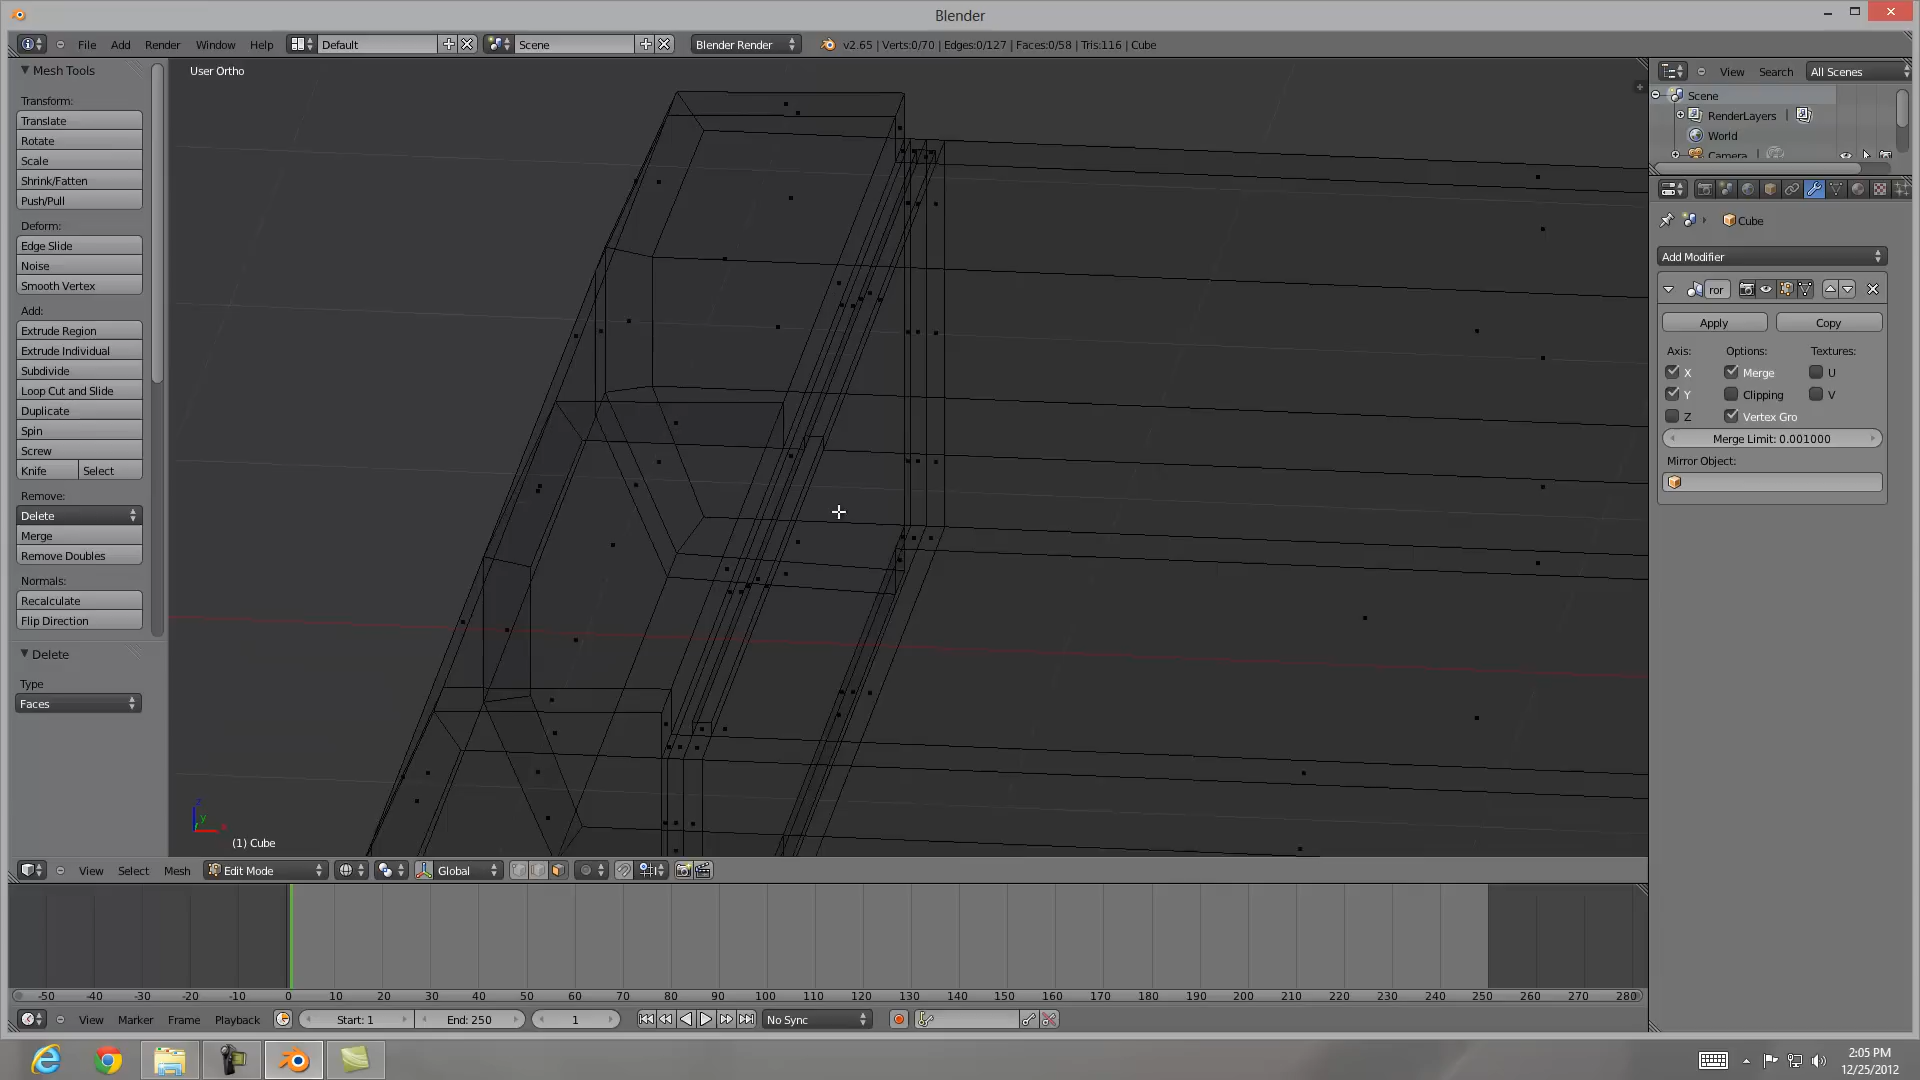 Blender
File Add Render Window Help Default Scene Blender Render v2.65 | Verts:0/70 | Edges:0/127 | Faces:0/58 | Tris:116 | Cube
Mesh Tools
Transform:
Translate
Rotate
Scale
Shrink/Fatten
Push/Pull
Deform:
Edge Slide
Noise
Smooth Vertex
Add:
Extrude Region
Extrude Individual
Subdivide
Loop Cut and Slide
Duplicate
Spin
Screw
Knife Select
Remove:
Delete
Merge
Remove Doubles
Normals:
Recalculate
Flip Direction
Delete
Type
Faces
User Ortho
z
y
x
(1) Cube
View Search All Scenes
Scene
RenderLayers |
World
Camera
Cube
Add Modifier
ror
Apply Copy
Axis: Options: Textures:
X Merge U
Y Clipping V
Z Vertex Gro
Merge Limit: 0.001000
Mirror Object:
View Select Mesh Edit Mode Global
-50 -40 -30 -20 -10 0 10 20 30 40 50 60 70 80 90 100 110 120 130 140 150 160 170 180 190 200 210 220 230 240 250 260 270 280
View Marker Frame Playback Start: 1 End: 250 1 No Sync
2:05 PM
12/25/2012